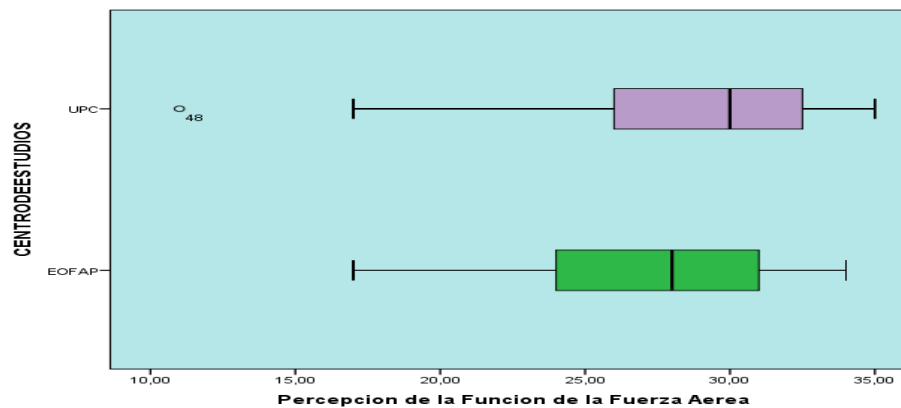 CENTRODEESTUDIOS
UPC
48
EOFAP
10,00 15,00 20,00 25,00 30,00 35,00
Percepcion de la Funcion de la Fuerza Aerea